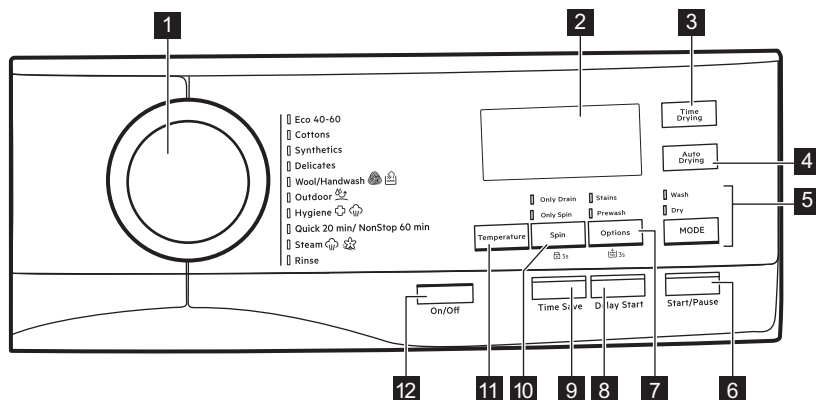 1
2
3
Time
Drying
Eco 40-60
Cottons
Synthetics
Delicates
Wool/Handwash
Outdoor
Hygiene
Quick 20 min/ NonStop 60 min
Steam
Rinse
Auto
Drying
4
Only Drain
Stains
Wash
Only Spin
Prewash
Dry
5
Temperature
Spin
Options
MODE
3s
3s
On/Off
Time Save
Delay Start
Start/Pause
12
11
10
9
8
7
6